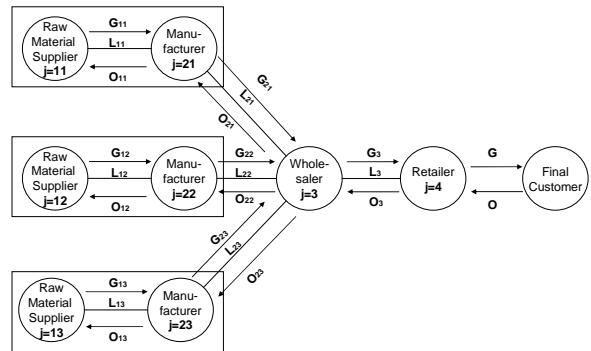 Raw
Material
Supplier
j=11
G11
L11
O11
Manu-
facturer
j=21
G21
L21
O21
Raw
Material
Supplier
j=12
G12
L12
O12
Manu-
facturer
j=22
G22
L22
O22
Whole-
saler
j=3
G3
L3
O3
Retailer
j=4
G
O
Final
Customer
G23
L23
O23
Raw
Material
Supplier
j=13
G13
L13
O13
Manu-
facturer
j=23